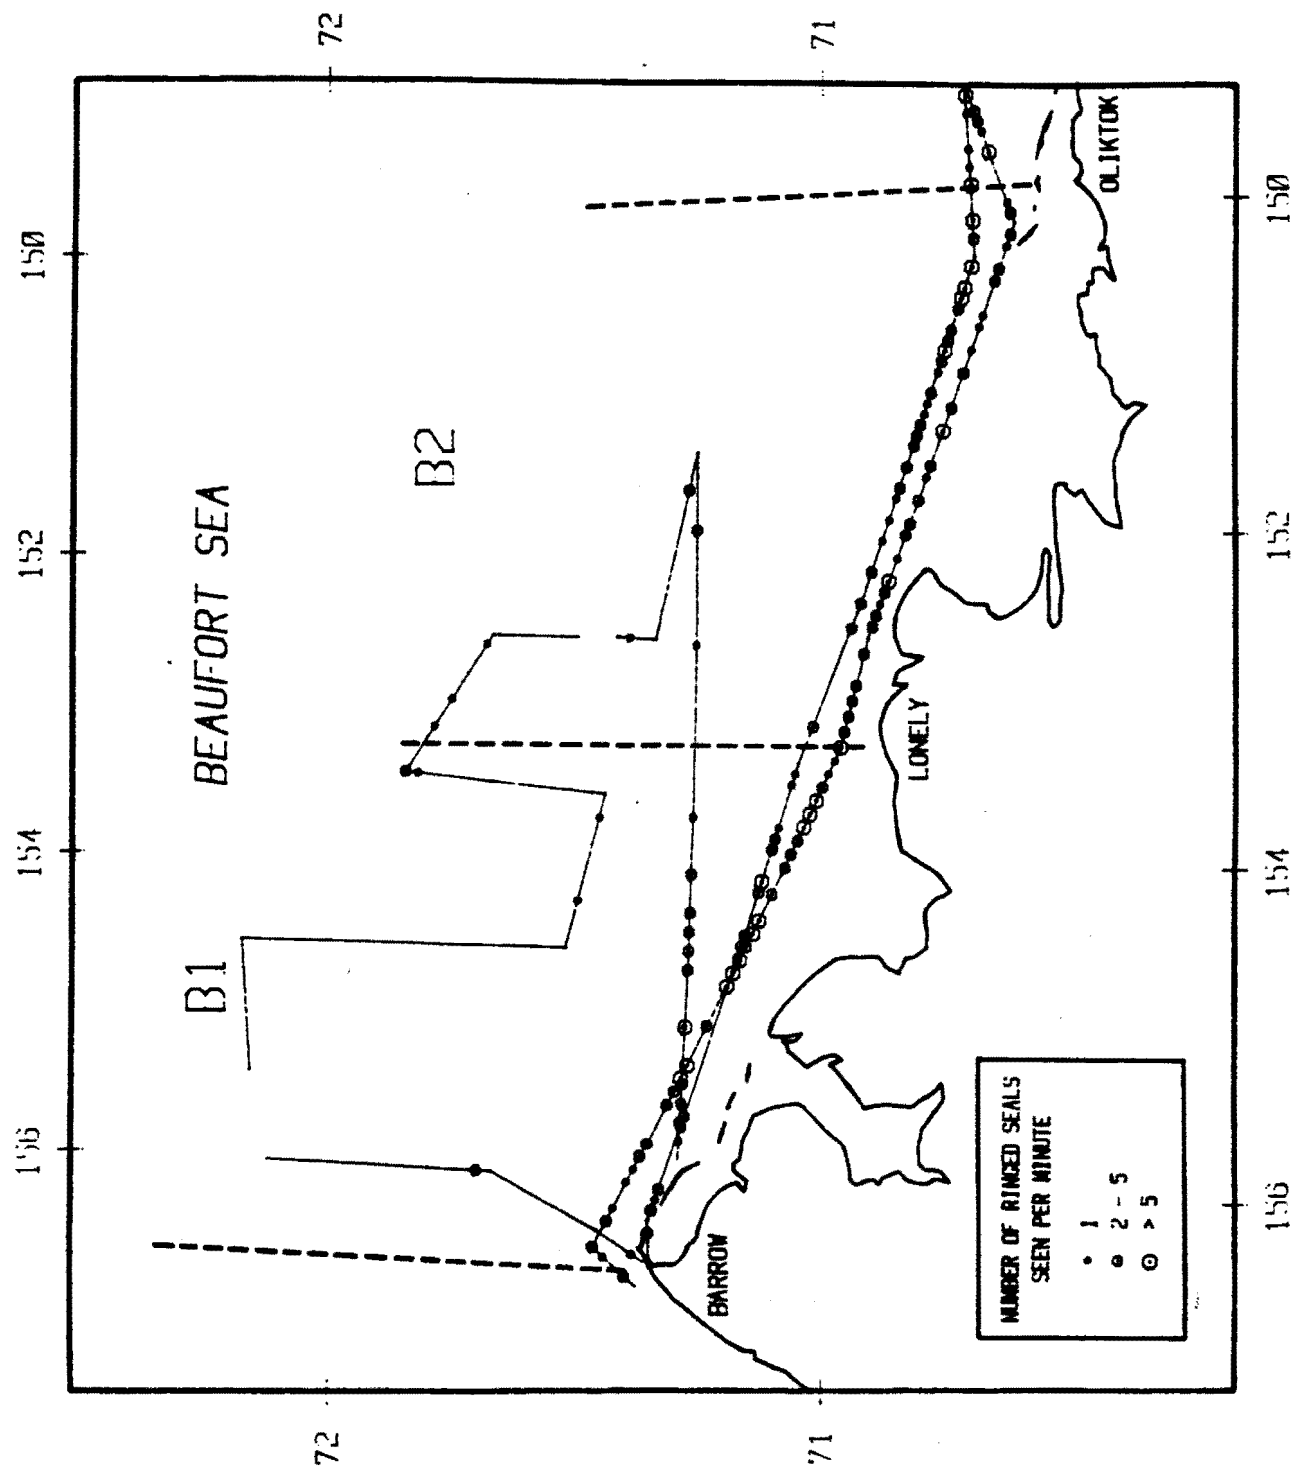 BEAUFORT SEA
B1
B2
BARROW
LONELY
OLIKTOK
NUMBER OF RINGED SEALS
SEEN PER MINUTE
1
2 - 5
> 5
156
154
152
150
156
154
152
150
72
71
72
71